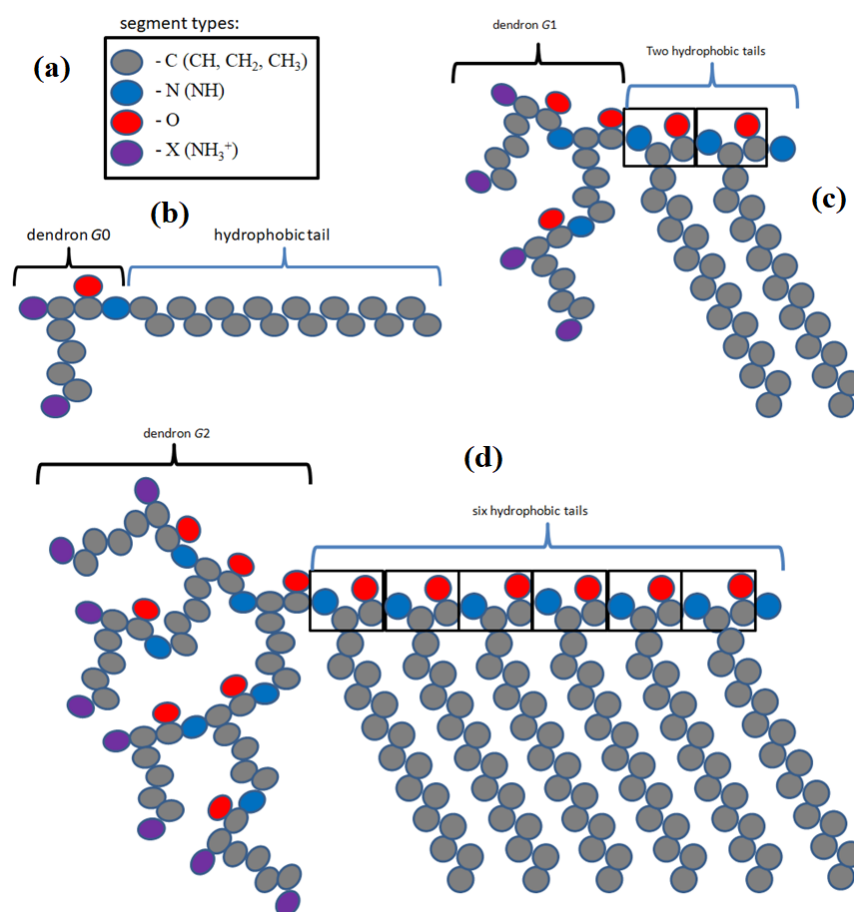 segment types:
(a)
- C (CH, CH₂, CH₃)
- N (NH)
- O
- X (NH₃⁺)
dendron G1
Two hydrophobic tails
(c)
(b)
dendron G0
hydrophobic tail
dendron G2
(d)
six hydrophobic tails